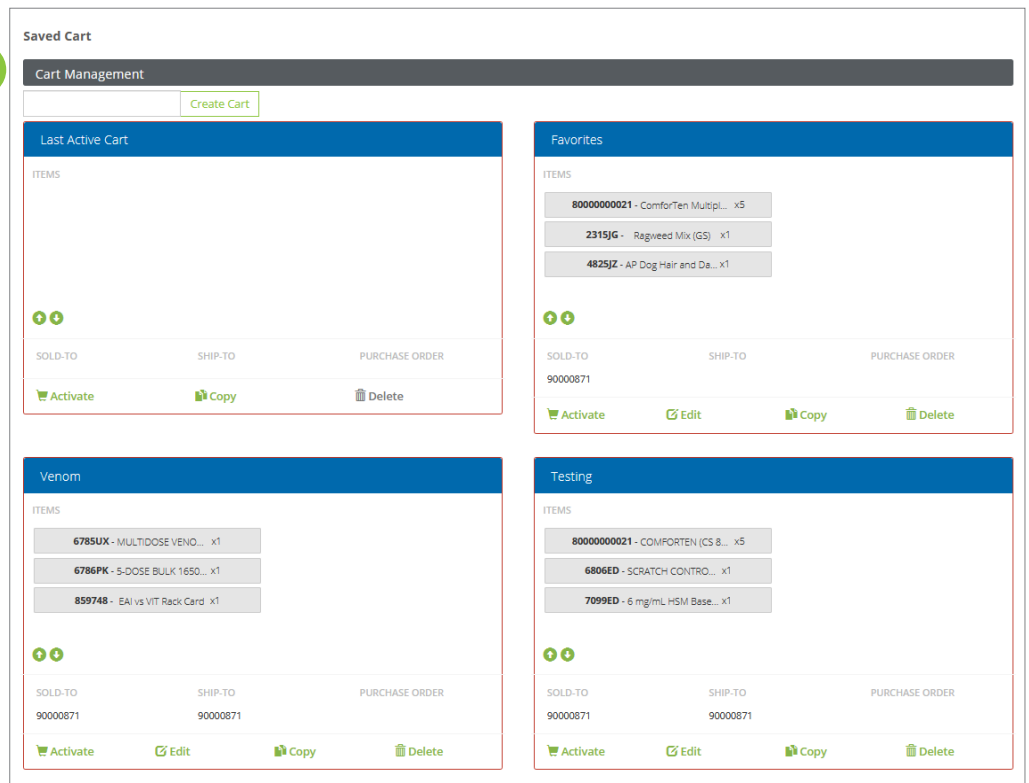 Saved Cart
Cart Management
Create Cart
Last Active Cart
ITEMS
SOLD-TO SHIP-TO PURCHASE ORDER
Activate Copy Delete
Favorites
ITEMS
80000000021 - ComforTen Multipl... x5
2315JG - Ragweed Mix (GS) x1
4825JZ - AP Dog Hair and Da... x1
SOLD-TO SHIP-TO PURCHASE ORDER
90000871
Activate Edit Copy Delete
Venom
ITEMS
6785UX - MULTIDOSE VENO... x1
6786PK - 5-DOSE BULK 1650... x1
859748 - EAI vs VIT Rack Card x1
SOLD-TO SHIP-TO PURCHASE ORDER
90000871 90000871
Activate Edit Copy Delete
Testing
ITEMS
80000000021 - COMFORTEN (CS 8... x5
6806ED - SCRATCH CONTRO... x1
7099ED - 6 mg/mL HSM Base... x1
SOLD-TO SHIP-TO PURCHASE ORDER
90000871 90000871
Activate Edit Copy Delete